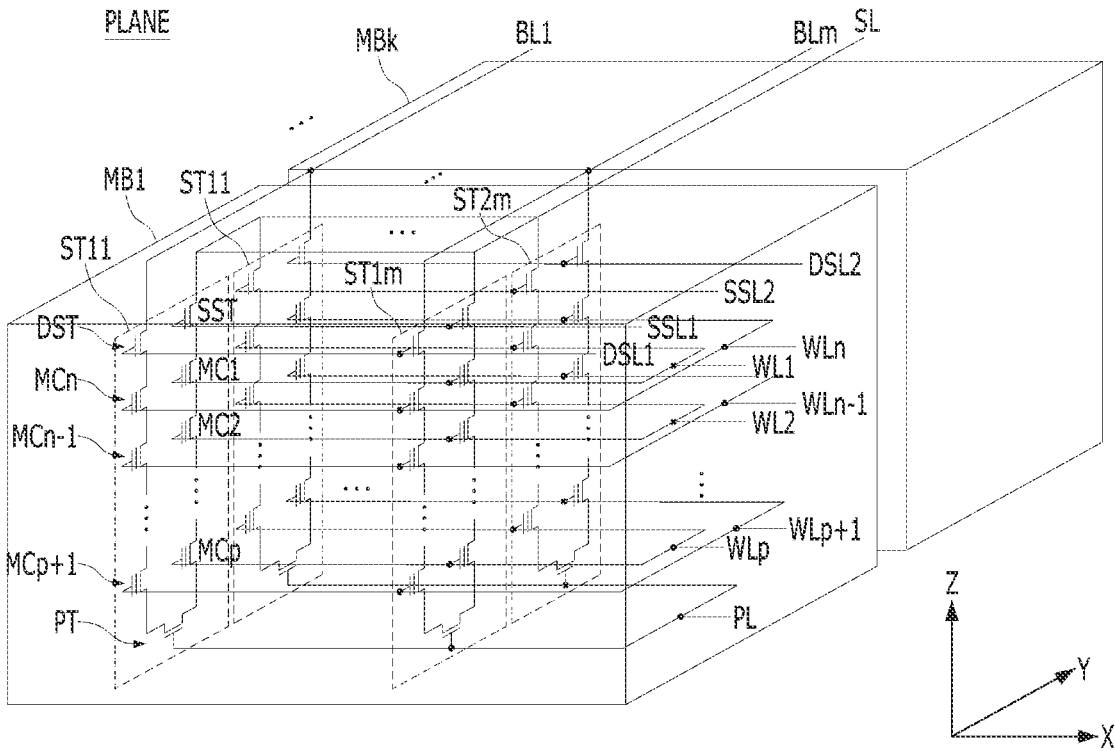 PLANE
MBk
BL1
BLm
SL
MB1
ST11
ST11
ST2m
ST1m
DSL2
SSL2
SST
SSL1
DST
DSL1
WLn
MC1
WL1
MCn
WLn-1
MC2
WL2
MCn-1
WLp+1
MCp
WLp
MCp+1
PT
PL
Z
Y
X